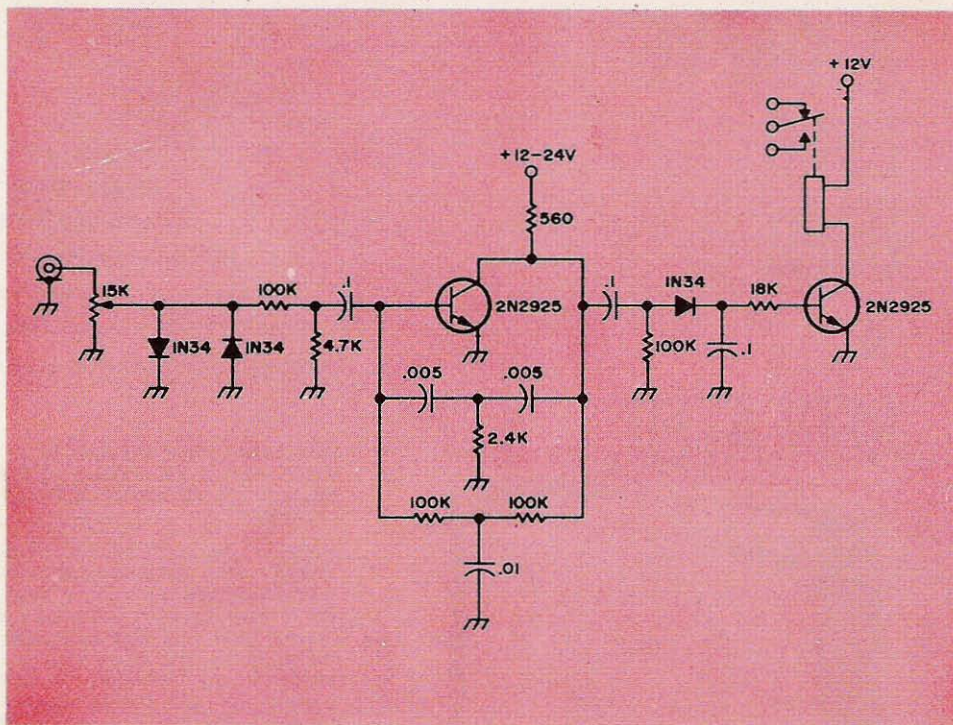 + 12V
+12-24V
560
15K
1N34
1N34
100K
4.7K
.1
2N2925
.005
.005
2.4K
100K
100K
.01
.1
100K
1N34
.1
18K
2N2925